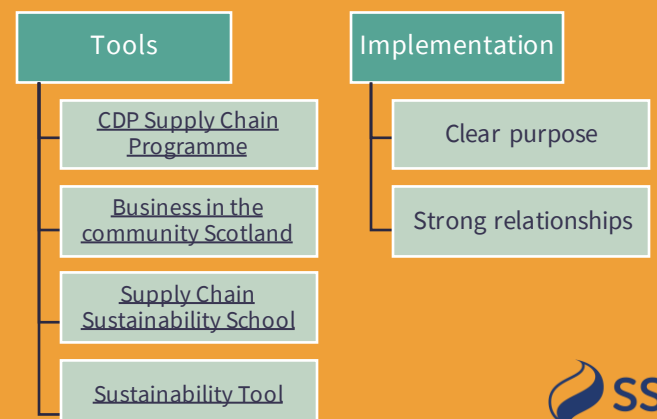 Tools
CDP Supply Chain
Programme
Business in the
community Scotland
Supply Chain
Sustainability School
Sustainability Tool
Implementation
Clear purpose
Strong relationships